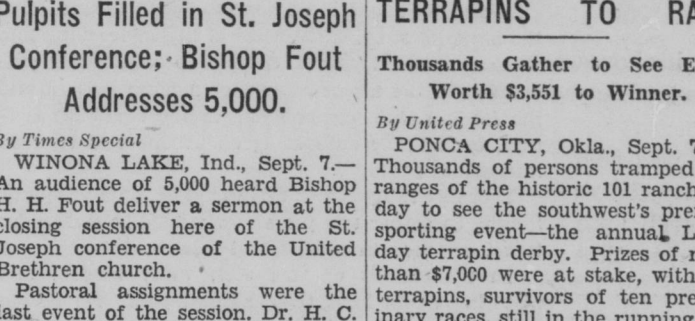 Pulpits Filled in St. Joseph
Conference; Bishop Fout
Addresses 5,000.
By Times Special
WINONA LAKE, Ind., Sept. 7.—
An audience of 5,000 heard Bishop
H. H. Fout deliver a sermon at the
closing session here of the St.
Joseph conference of the United
Brethren church.
Pastoral assignments were the
last event of the session. Dr. H. C.
TERRAPINS TO RA
Thousands Gather to See E
Worth $3,551 to Winner.
By United Press
PONCA CITY, Okla., Sept. 7
Thousands of persons tramped
ranges of the historic 101 ranch
day to see the southwest's pre
sporting event—the annual L
day terrapin derby. Prizes of m
than $7,000 were at stake, with
terrapins, survivors of ten pre
inary races, still in the running